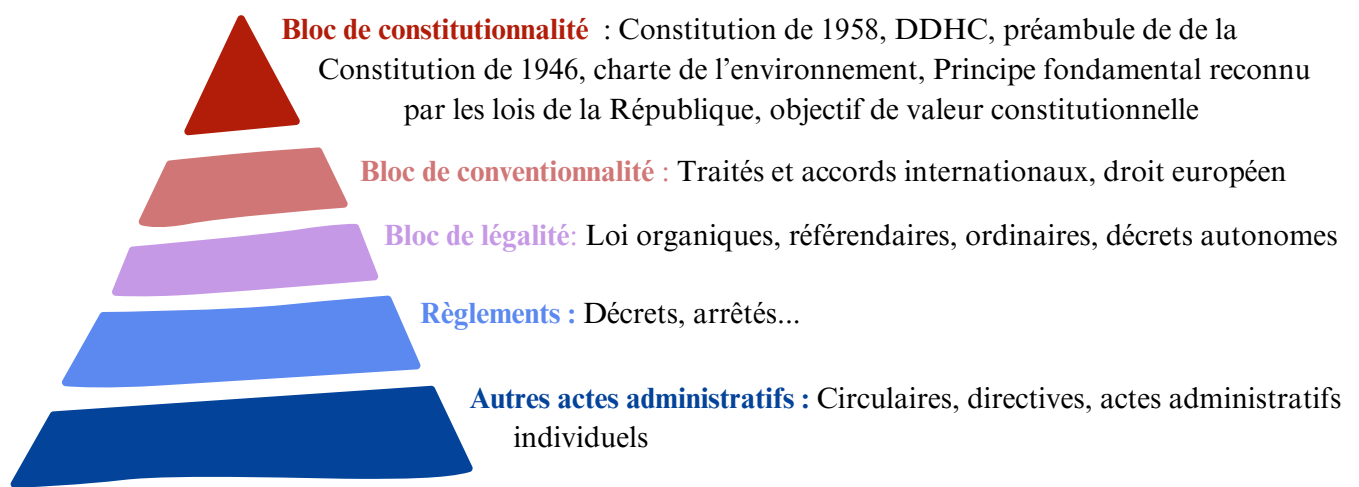 Bloc de constitutionnalité : Constitution de 1958, DDHC, préambule de de la
Constitution de 1946, charte de l'environnement, Principe fondamental reconnu
par les lois de la République, objectif de valeur constitutionnelle
Bloc de conventionnalité : Traités et accords internationaux, droit européen
Bloc de légalité: Loi organiques, référendaires, ordinaires, décrets autonomes
Règlements : Décrets, arrêtés...
Autres actes administratifs : Circulaires, directives, actes administratifs
individuels